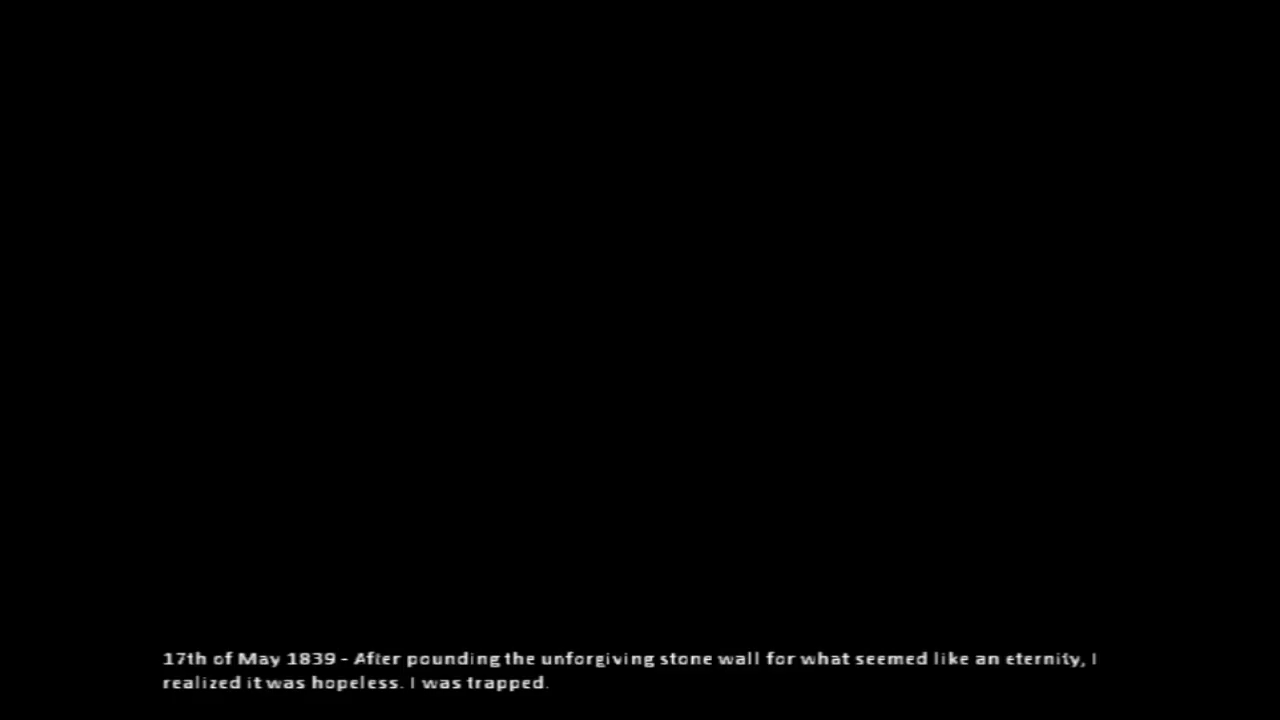 17th of May 1839 - After pounding the unforgiving stone wall for what seemed like an eternity, I
realized it was hopeless. I was trapped.